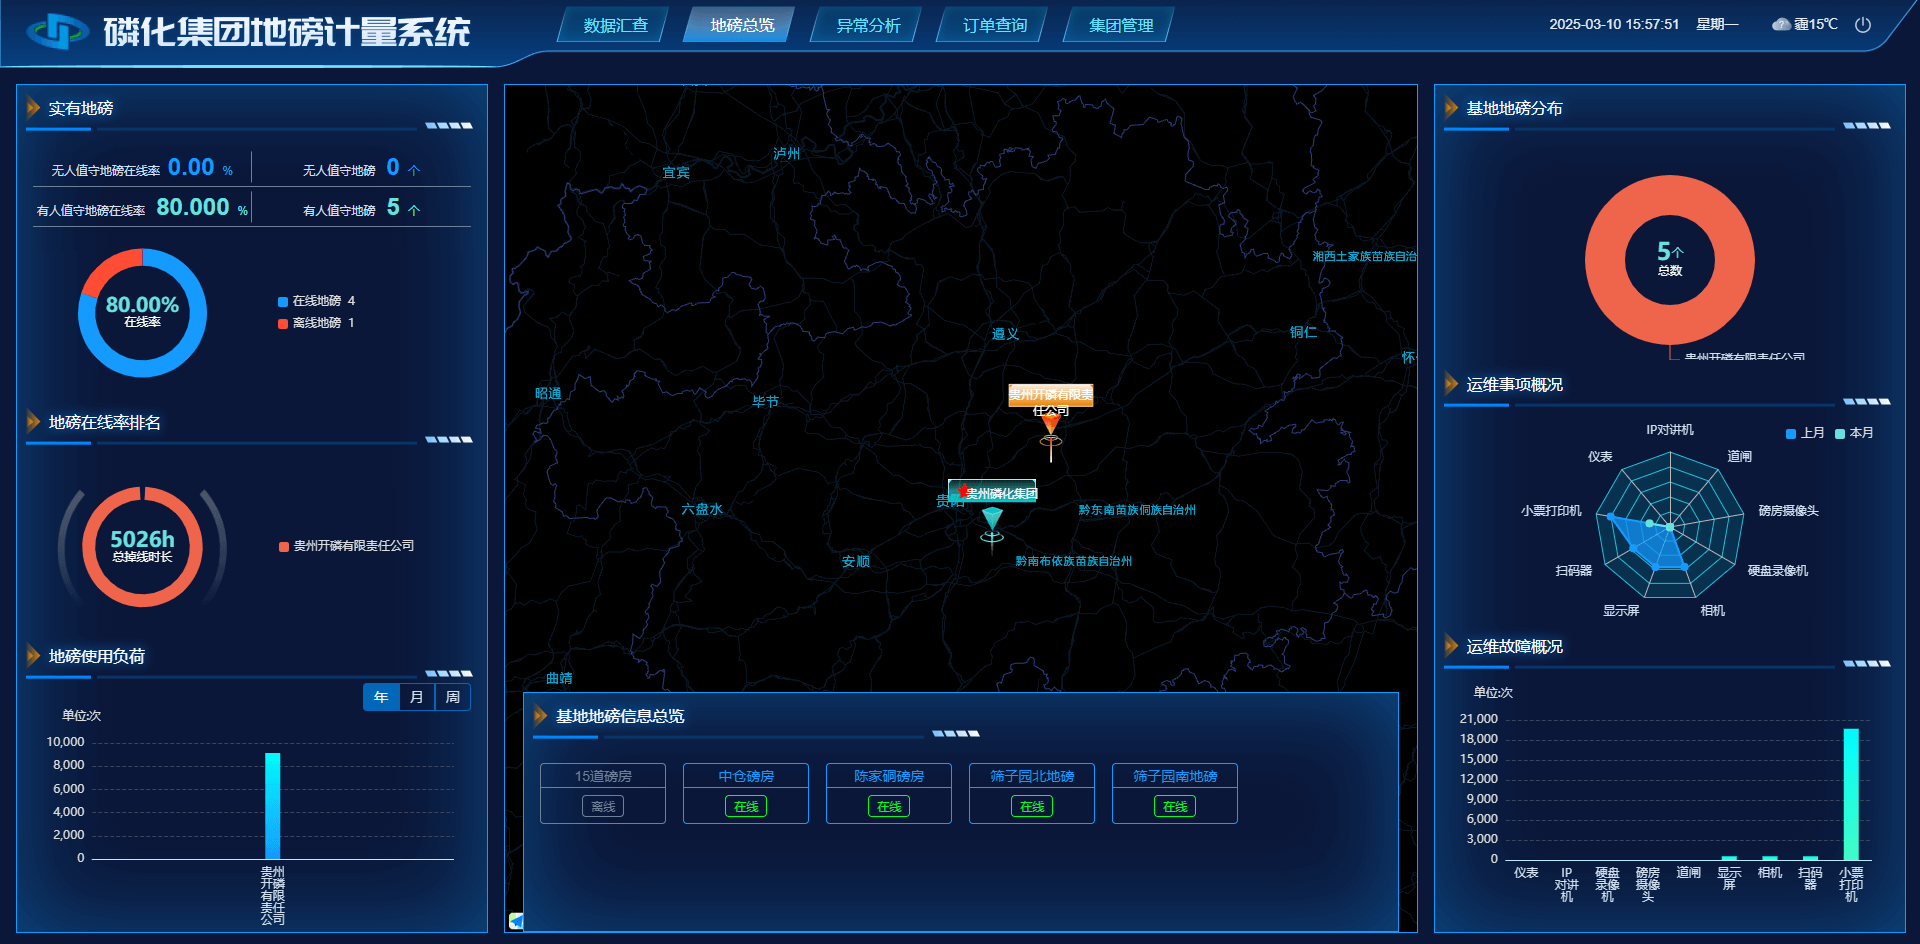 磷化集团地磅计量系统
数据汇查
地磅总览
异常分析
订单查询
集团管理
2025-03-10 15:57:51 星期一
霾15℃
实有地磅
无人值守地磅在线率 0.00 %
无人值守地磅 0 个
有人值守地磅在线率 80.000 %
有人值守地磅 5 个
80.00%
在线率
在线地磅 4
离线地磅 1
地磅在线率排名
5026h
总掉线时长
贵州开磷有限责任公司
地磅使用负荷
年
月
周
单位:次
10,000
8,000
6,000
4,000
2,000
0
贵州
开磷
有限
责任
公司
泸州
宜宾
湘西土家族苗族自治
遵义
铜仁
怀
昭通
毕节
贵州开磷有限责
任公司
贵阳
贵州磷化集团
六盘水
黔东南苗族侗族自治州
安顺
黔南布依族苗族自治州
曲靖
基地地磅信息总览
15道磅房
离线
中仓磅房
在线
陈家硐磅房
在线
筛子园北地磅
在线
筛子园南地磅
在线
基地地磅分布
5个
总数
贵州开磷有限责任公司
运维事项概况
上月
本月
IP对讲机
仪表
道闸
小票打印机
磅房摄像头
扫码器
硬盘录像机
显示屏
相机
运维故障概况
单位:次
21,000
18,000
15,000
12,000
9,000
6,000
3,000
0
仪表
IP
对讲
机
硬盘
录像
机
磅房
摄像
头
道闸
显示
屏
相机
扫码
器
小票
打印
机